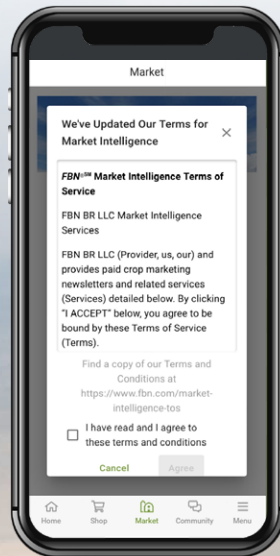 Market
We've Updated Our Terms for
Market Intelligence
FBN®℠ Market Intelligence Terms of
Service
FBN BR LLC Market Intelligence
Services
FBN BR LLC (Provider, us, our) and
provides paid crop marketing
newsletters and related services
(Services) detailed below. By clicking
"I ACCEPT" below, you agree to be
bound by these Terms of Service
(Terms).
Find a copy of our Terms and
Conditions at
https://www.fbn.com/market-
intelligence-tos
I have read and I agree to
these terms and conditions
Cancel Agree
Home Shop Market Community Menu